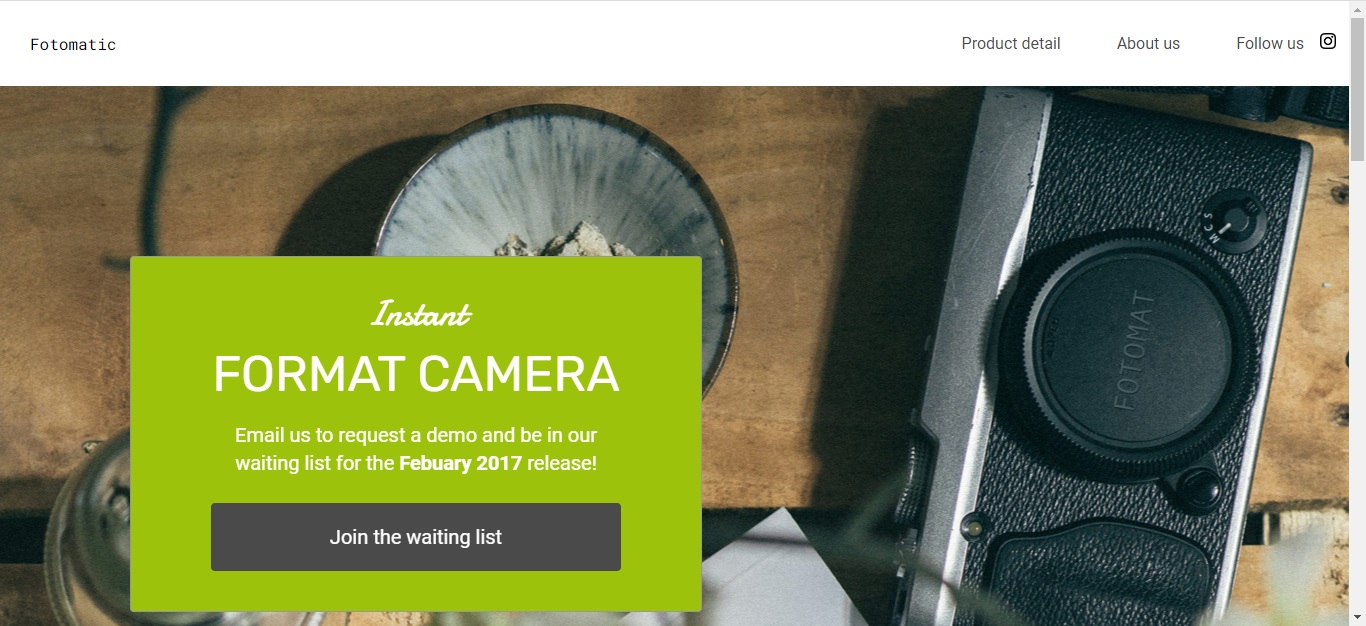 Fotomatic
Product detail
About us
Follow us
Instant
FORMAT CAMERA
Email us to request a demo and be in our
waiting list for the Febuary 2017 release!
Join the waiting list
M C S
FOTOMAT